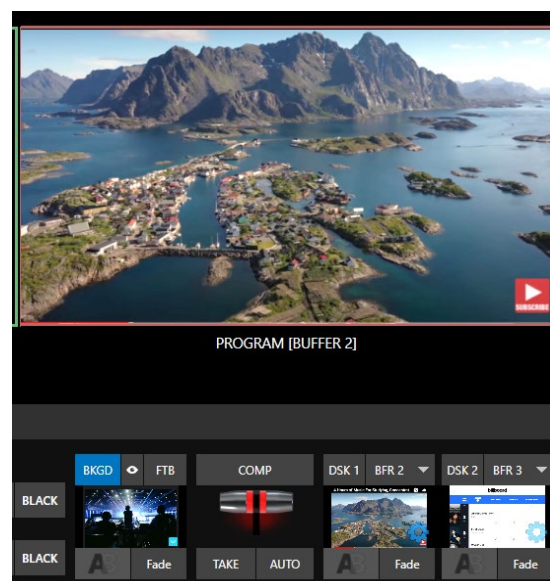 SUBSCRIBE
PROGRAM [BUFFER 2]
BKGD FTB COMP DSK 1 BFR 2 DSK 2 BFR 3
BLACK
billboard
BLACK Fade TAKE AUTO Fade Fade